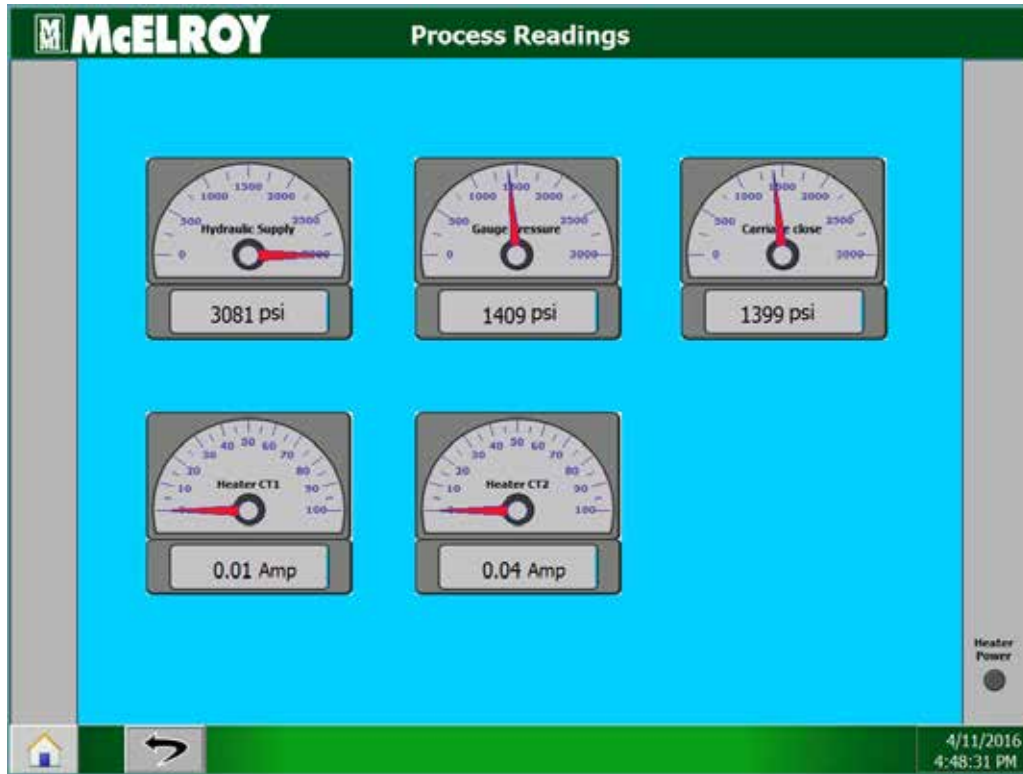 M
MMI
McELROY
Process Readings
0 500 1000 1500 2000 2500 3000
Hydraulic Supply
3081 psi
0 500 1000 1500 2000 2500 3000
Gauge Pressure
1409 psi
0 500 1000 1500 2000 2500 3000
Carriage close
1399 psi
10 20 30 40 50 60 70 80 90 100
Heater CT1
0.01 Amp
10 20 30 40 50 60 70 80 90 100
Heater CT2
0.04 Amp
Heater
Power
4/11/2016
4:48:31 PM